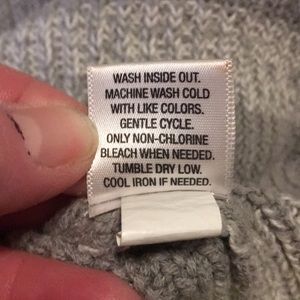 WASH INSIDE OUT.
MACHINE WASH COLD
WITH LIKE COLORS.
GENTLE CYCLE.
ONLY NON-CHLORINE
BLEACH WHEN NEEDED.
TUMBLE DRY LOW.
COOL IRON IF NEEDED.